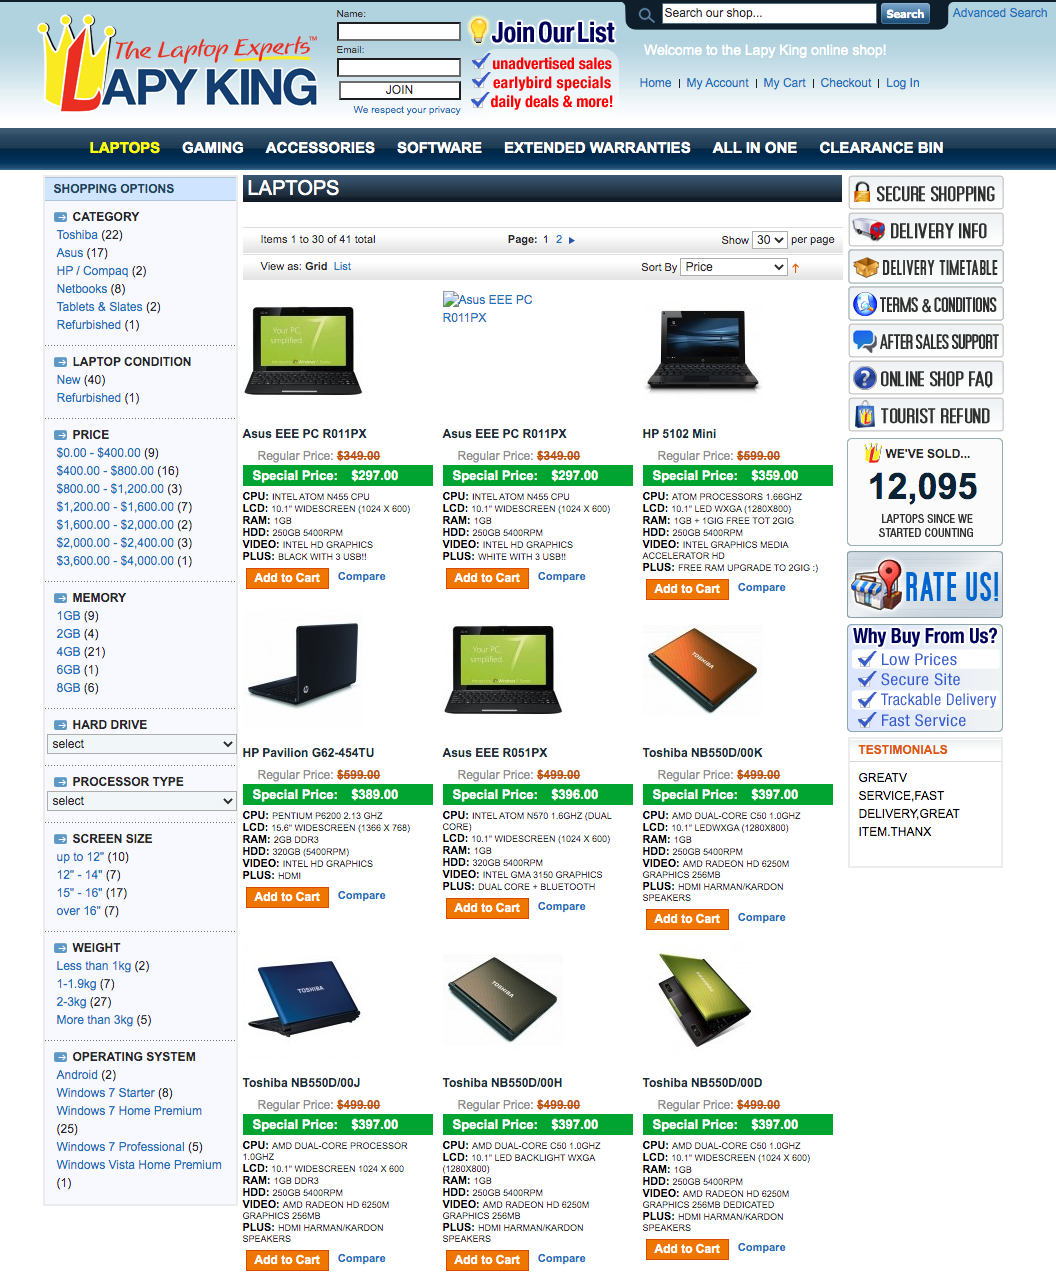 The Laptop Experts™
LAPY KING
Name:
Email:
JOIN
We respect your privacy
Join Our List
unadvertised sales
earlybird specials
daily deals & more!
Search our shop...
Search
Advanced Search
Welcome to the Lapy King online shop!
Home | My Account | My Cart | Checkout | Log In
LAPTOPS GAMING ACCESSORIES SOFTWARE EXTENDED WARRANTIES ALL IN ONE CLEARANCE BIN
SHOPPING OPTIONS
CATEGORY
Toshiba (22)
Asus (17)
HP / Compaq (2)
Netbooks (8)
Tablets & Slates (2)
Refurbished (1)
LAPTOP CONDITION
New (40)
Refurbished (1)
PRICE
$0.00 - $400.00 (9)
$400.00 - $800.00 (16)
$800.00 - $1,200.00 (3)
$1,200.00 - $1,600.00 (7)
$1,600.00 - $2,000.00 (2)
$2,000.00 - $2,400.00 (3)
$3,600.00 - $4,000.00 (1)
MEMORY
1GB (9)
2GB (4)
4GB (21)
6GB (1)
8GB (6)
HARD DRIVE
select
PROCESSOR TYPE
select
SCREEN SIZE
up to 12" (10)
12" - 14" (7)
15" - 16" (17)
over 16" (7)
WEIGHT
Less than 1kg (2)
1-1.9kg (7)
2-3kg (27)
More than 3kg (5)
OPERATING SYSTEM
Android (2)
Windows 7 Starter (8)
Windows 7 Home Premium
(25)
Windows 7 Professional (5)
Windows Vista Home Premium
(1)
LAPTOPS
Items 1 to 30 of 41 total
Page: 1 2
Show 30 per page
View as: Grid List
Sort By Price
Asus EEE PC R011PX
Regular Price: $349.00
Special Price: $297.00
CPU: INTEL ATOM N455 CPU
LCD: 10.1" WIDESCREEN (1024 X 600)
RAM: 1GB
HDD: 250GB 5400RPM
VIDEO: INTEL HD GRAPHICS
PLUS: BLACK WITH 3 USB!!
Add to Cart Compare
Asus EEE PC
R011PX
Asus EEE PC R011PX
Regular Price: $349.00
Special Price: $297.00
CPU: INTEL ATOM N455 CPU
LCD: 10.1" WIDESCREEN (1024 X 600)
RAM: 1GB
HDD: 250GB 5400RPM
VIDEO: INTEL HD GRAPHICS
PLUS: WHITE WITH 3 USB!!
Add to Cart Compare
HP 5102 Mini
Regular Price: $599.00
Special Price: $359.00
CPU: ATOM PROCESSORS 1.66GHZ
LCD: 10.1" LED WXGA (1280X800)
RAM: 1GB + 1GIG FREE TOT 2GIG
HDD: 250GB 5400RPM
VIDEO: INTEL GRAPHICS MEDIA
ACCELERATOR HD
PLUS: FREE RAM UPGRADE TO 2GIG :)
Add to Cart Compare
HP Pavilion G62-454TU
Regular Price: $599.00
Special Price: $389.00
CPU: PENTIUM P6200 2.13 GHZ
LCD: 15.6" WIDESCREEN (1366 X 768)
RAM: 2GB DDR3
HDD: 320GB (5400RPM)
VIDEO: INTEL HD GRAPHICS
PLUS: HDMI
Add to Cart Compare
Asus EEE R051PX
Regular Price: $499.00
Special Price: $396.00
CPU: INTEL ATOM N570 1.6GHZ (DUAL
CORE)
LCD: 10.1" WIDESCREEN (1024 X 600)
RAM: 1GB
HDD: 320GB 5400RPM
VIDEO: INTEL GMA 3150 GRAPHICS
PLUS: DUAL CORE + BLUETOOTH
Add to Cart Compare
Toshiba NB550D/00K
Regular Price: $499.00
Special Price: $397.00
CPU: AMD DUAL-CORE C50 1.0GHZ
LCD: 10.1" LEDWXGA (1280X800)
RAM: 1GB
HDD: 250GB 5400RPM
VIDEO: AMD RADEON HD 6250M
GRAPHICS 256MB
PLUS: HDMI HARMAN/KARDON
SPEAKERS
Add to Cart Compare
Toshiba NB550D/00J
Regular Price: $499.00
Special Price: $397.00
CPU: AMD DUAL-CORE PROCESSOR
1.0GHZ
LCD: 10.1" WIDESCREEN 1024 X 600
RAM: 1GB DDR3
HDD: 250GB 5400RPM
VIDEO: AMD RADEON HD 6250M
GRAPHICS 256MB
PLUS: HDMI HARMAN/KARDON
SPEAKERS
Add to Cart Compare
Toshiba NB550D/00H
Regular Price: $499.00
Special Price: $397.00
CPU: AMD DUAL-CORE C50 1.0GHZ
LCD: 10.1" LED BACKLIGHT WXGA
(1280X800)
RAM: 1GB
HDD: 250GB 5400RPM
VIDEO: AMD RADEON HD 6250M
GRAPHICS 256MB
PLUS: HDMI HARMAN/KARDON
SPEAKERS
Add to Cart Compare
Toshiba NB550D/00D
Regular Price: $499.00
Special Price: $397.00
CPU: AMD DUAL-CORE C50 1.0GHZ
LCD: 10.1" WIDESCREEN (1024 X 600)
RAM: 1GB
HDD: 250GB 5400RPM
VIDEO: AMD RADEON HD 6250M
GRAPHICS 256MB DEDICATED
PLUS: HDMI HARMAN/KARDON
SPEAKERS
Add to Cart Compare
SECURE SHOPPING
DELIVERY INFO
DELIVERY TIMETABLE
TERMS & CONDITIONS
AFTER SALES SUPPORT
ONLINE SHOP FAQ
TOURIST REFUND
WE'VE SOLD...
12,095
LAPTOPS SINCE WE
STARTED COUNTING
RATE US!
Why Buy From Us?
Low Prices
Secure Site
Trackable Delivery
Fast Service
TESTIMONIALS
GREATV
SERVICE,FAST
DELIVERY,GREAT
ITEM.THANX